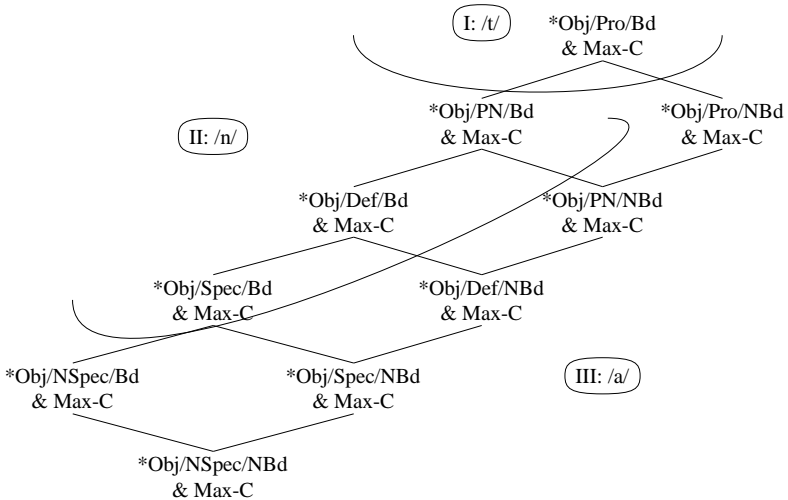 I: /t/
*Obj/Pro/Bd
& Max-C
*Obj/PN/Bd
& Max-C
*Obj/Pro/NBd
& Max-C
II: /n/
*Obj/Def/Bd
& Max-C
*Obj/PN/NBd
& Max-C
*Obj/Spec/Bd
& Max-C
*Obj/Def/NBd
& Max-C
*Obj/NSpec/Bd
& Max-C
*Obj/Spec/NBd
& Max-C
III: /a/
*Obj/NSpec/NBd
& Max-C